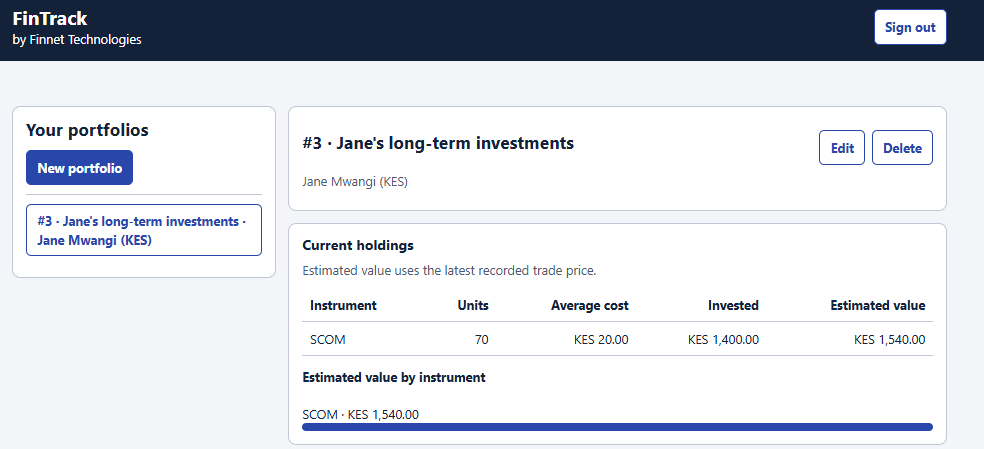 FinTrack
by Finnet Technologies
Sign out
Your portfolios
New portfolio
#3 · Jane's long-term investments ·
Jane Mwangi (KES)
#3 · Jane's long-term investments
Edit Delete
Jane Mwangi (KES)
Current holdings
Estimated value uses the latest recorded trade price.
Instrument Units Average cost Invested Estimated value
SCOM 70 KES 20.00 KES 1,400.00 KES 1,540.00
Estimated value by instrument
SCOM · KES 1,540.00